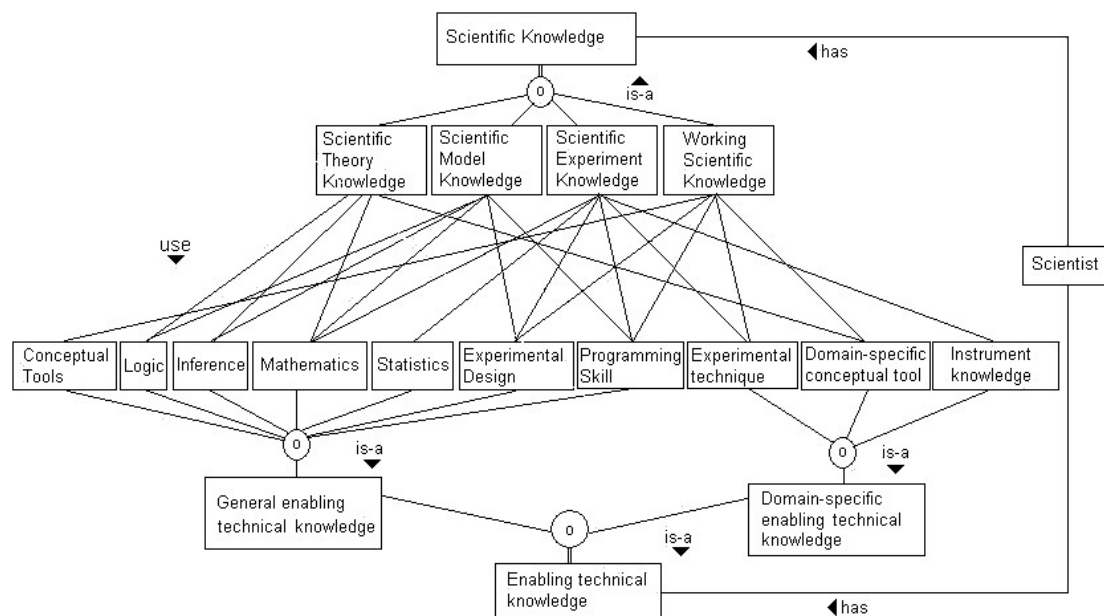 Scientific Knowledge
has
o
is-a
Scientific
Theory
Knowledge
Scientific
Model
Knowledge
Scientific
Experiment
Knowledge
Working
Scientific
Knowledge
use
Scientist
Conceptual
Tools
Logic
Inference
Mathematics
Statistics
Experimental
Design
Programming
Skill
Experimental
technique
Domain-specific
conceptual tool
Instrument
knowledge
o
is-a
o
is-a
General enabling
technical knowledge
Domain-specific
enabling technical
knowledge
o
is-a
Enabling technical
knowledge
has